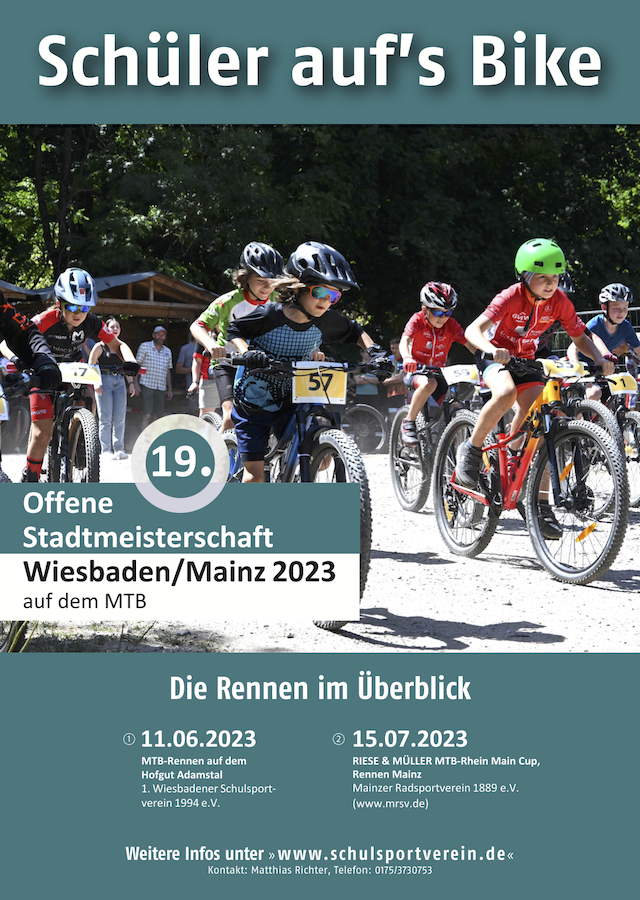 Schüler auf's Bike
57
19.
Offene
Stadtmeisterschaft
Wiesbaden/Mainz 2023
auf dem MTB
Die Rennen im Überblick
① 11.06.2023
MTB-Rennen auf dem
Hofgut Adamstal
1. Wiesbadener Schulsport-
verein 1994 e.V.
② 15.07.2023
RIESE & MÜLLER MTB-Rhein Main Cup,
Rennen Mainz
Mainzer Radsportverein 1889 e.V.
(www.mrsv.de)
Weitere Infos unter »www.schulsportverein.de«
Kontakt: Matthias Richter, Telefon: 0175/3730753